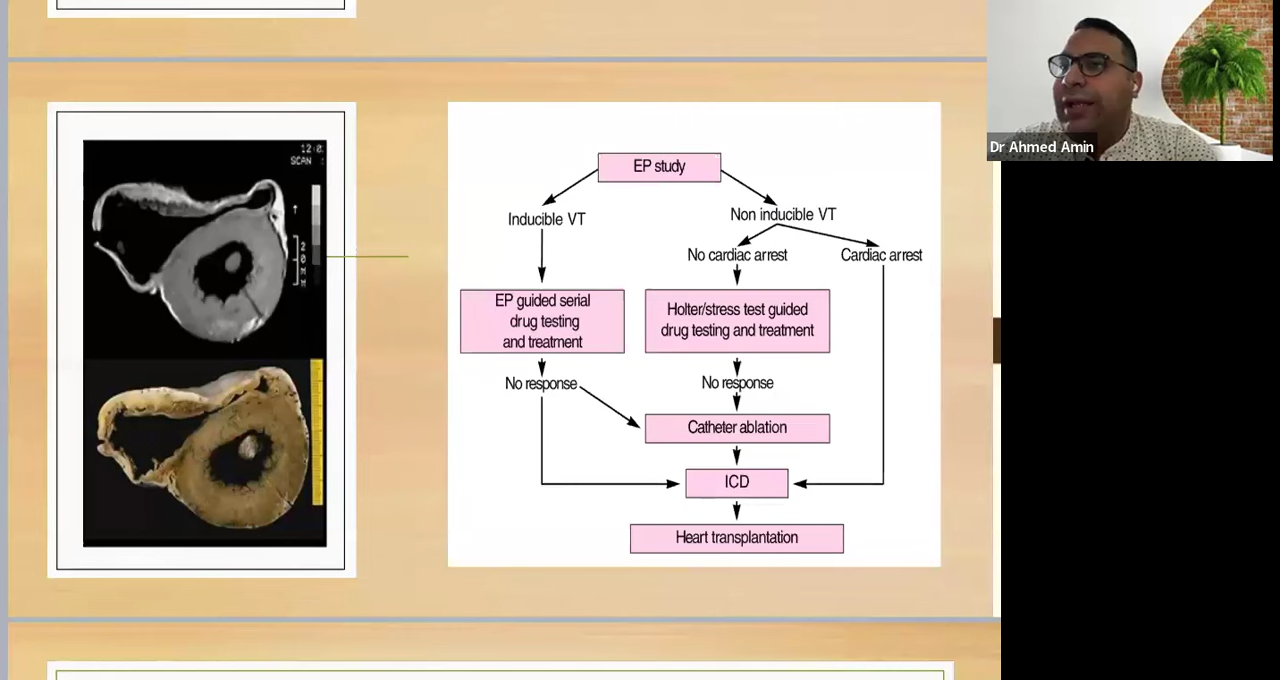 Dr Ahmed Amin
SCAN
EP study
Inducible VT
Non inducible VT
No cardiac arrest
Cardiac arrest
EP guided serial
drug testing
and treatment
Holter/stress test guided
drug testing and treatment
No response
No response
Catheter ablation
ICD
Heart transplantation